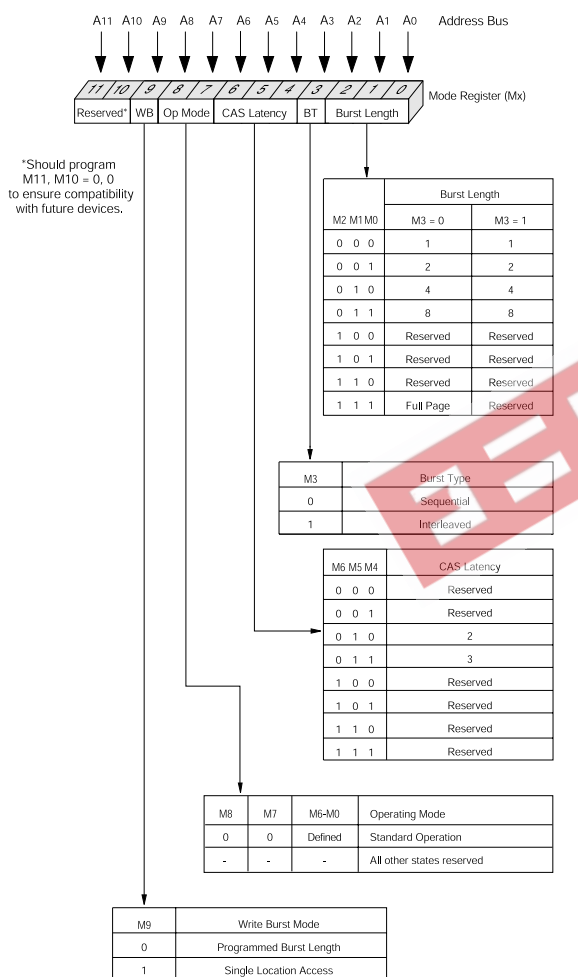 A11 A10 A9 A8 A7 A6 A5 A4 A3 A2 A1 A0 Address Bus
11 10 9 8 7 6 5 4 3 2 1 0
Mode Register (Mx)
Reserved* WB Op Mode CAS Latency BT Burst Length
*Should program
M11, M10 = 0, 0
to ensure compatibility
with future devices.
Burst Length
M2 M1 M0 M3 = 0 M3 = 1
0 0 0 1 1
0 0 1 2 2
0 1 0 4 4
0 1 1 8 8
1 0 0 Reserved Reserved
1 0 1 Reserved Reserved
1 1 0 Reserved Reserved
1 1 1 Full Page Reserved
M3 Burst Type
0 Sequential
1 Interleaved
M6 M5 M4 CAS Latency
0 0 0 Reserved
0 0 1 Reserved
0 1 0 2
0 1 1 3
1 0 0 Reserved
1 0 1 Reserved
1 1 0 Reserved
1 1 1 Reserved
M8 M7 M6-M0 Operating Mode
0 0 Defined Standard Operation
- - - All other states reserved
M9 Write Burst Mode
0 Programmed Burst Length
1 Single Location Access